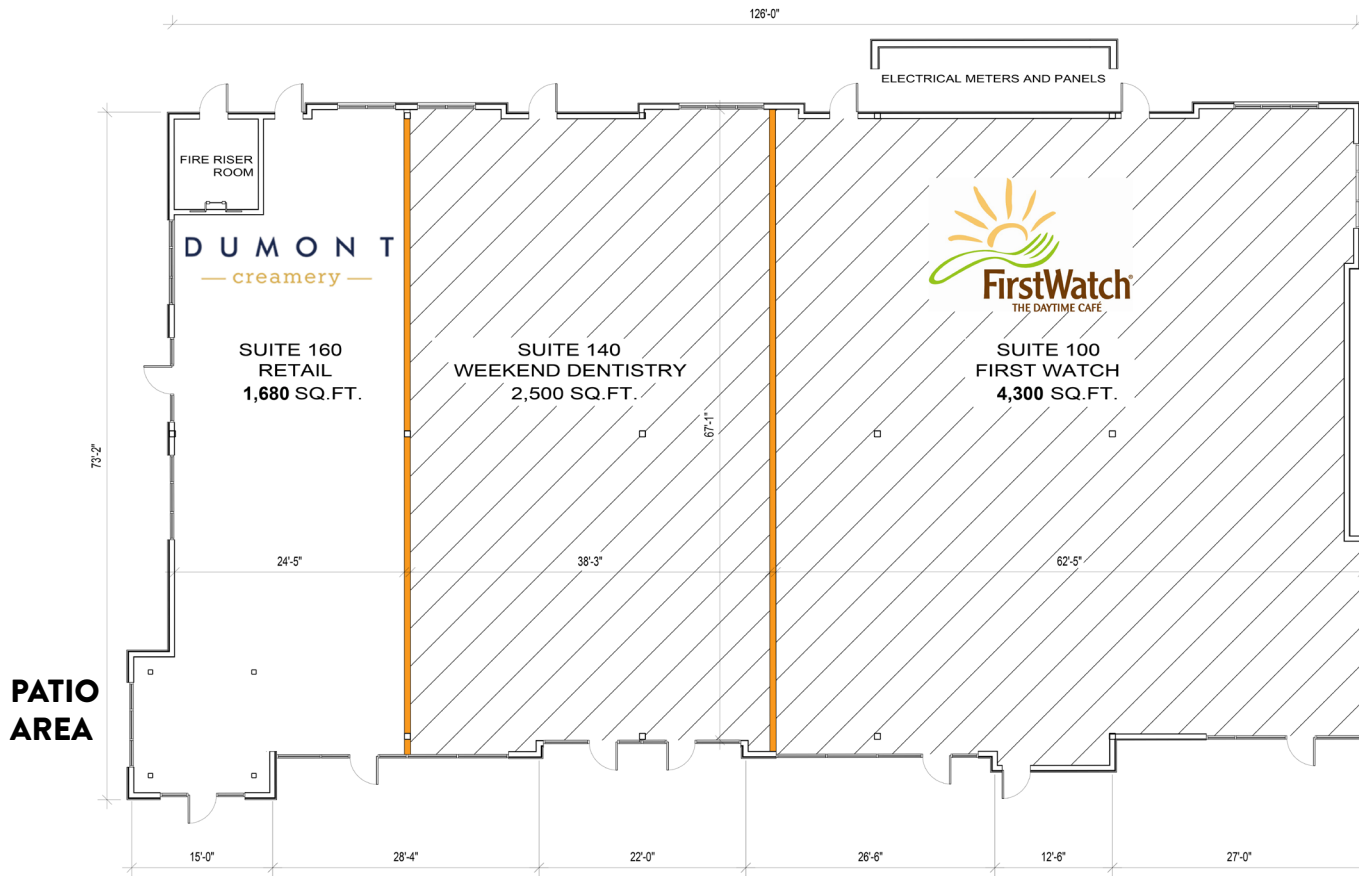 126'-0"
ELECTRICAL METERS AND PANELS
FIRE RISER
ROOM
DUMONT
creamery
FirstWatch®
THE DAYTIME CAFÉ
SUITE 160
RETAIL
1,680 SQ.FT.
SUITE 140
WEEKEND DENTISTRY
2,500 SQ.FT.
SUITE 100
FIRST WATCH
4,300 SQ.FT.
67'-1"
73'-2"
24'-5"
38'-3"
62'-5"
PATIO
AREA
15'-0"
28'-4"
22'-0"
26'-6"
12'-6"
27'-0"